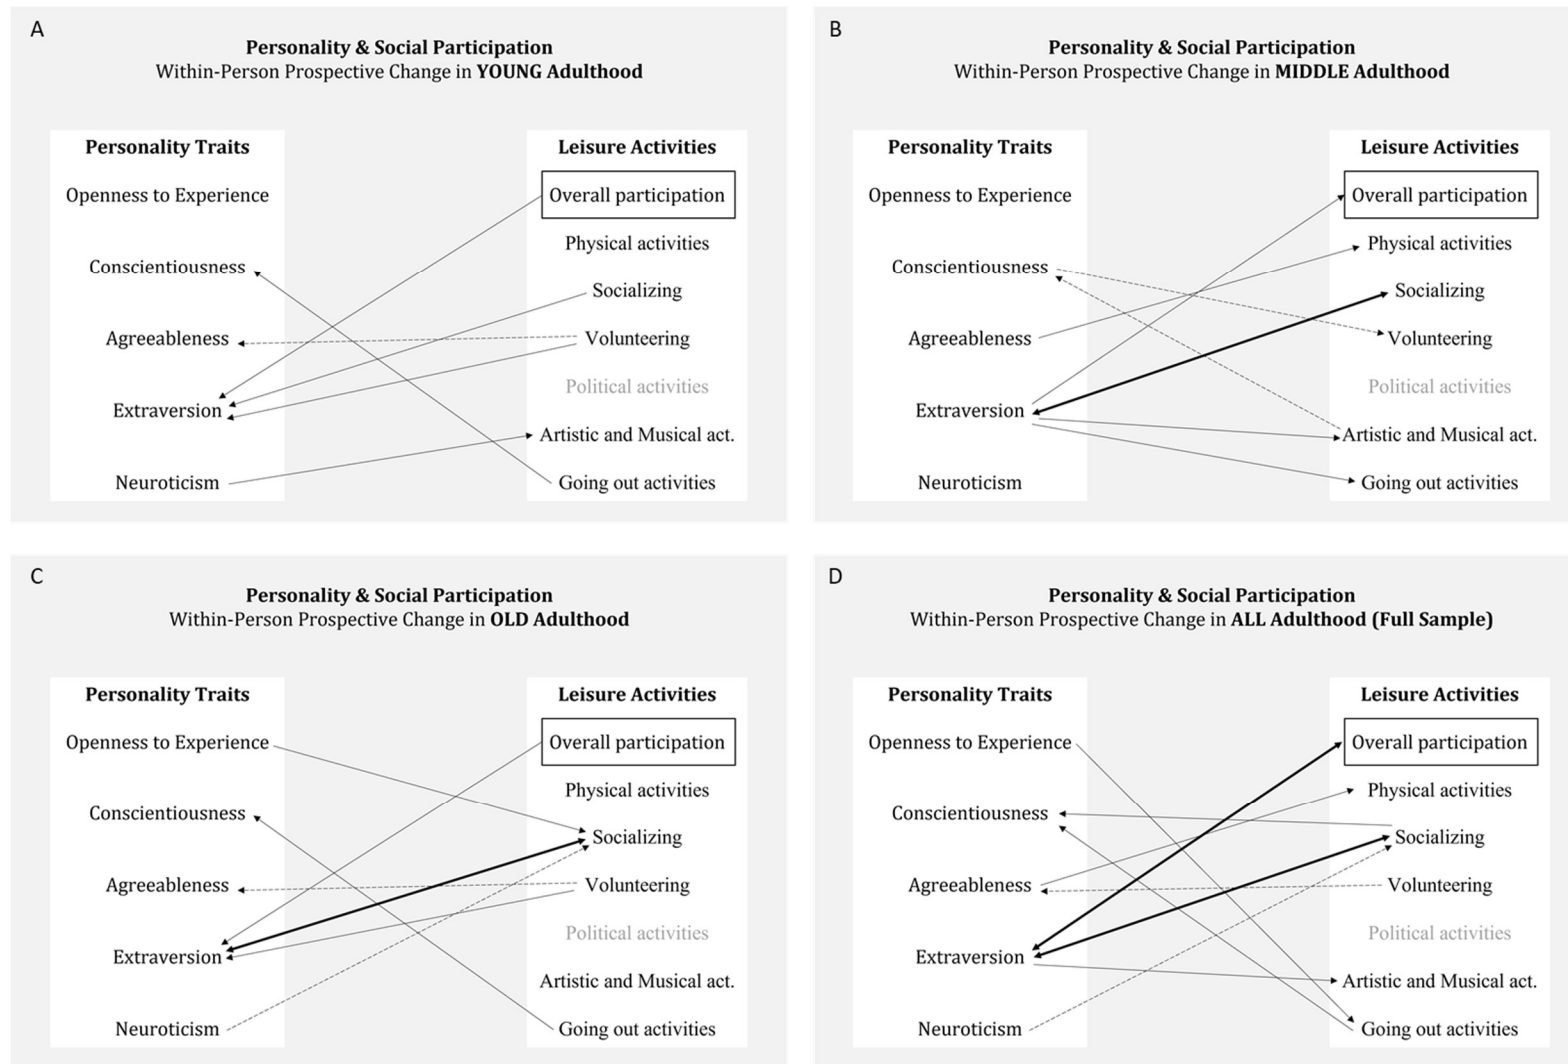 A
Personality & Social Participation
Within-Person Prospective Change in YOUNG Adulthood
Personality Traits
Openness to Experience
Conscientiousness
Agreeableness
Extraversion
Neuroticism
Leisure Activities
Overall participation
Physical activities
Socializing
Volunteering
Political activities
Artistic and Musical act.
Going out activities
B
Personality & Social Participation
Within-Person Prospective Change in MIDDLE Adulthood
Personality Traits
Openness to Experience
Conscientiousness
Agreeableness
Extraversion
Neuroticism
Leisure Activities
Overall participation
Physical activities
Socializing
Volunteering
Political activities
Artistic and Musical act.
Going out activities
C
Personality & Social Participation
Within-Person Prospective Change in OLD Adulthood
Personality Traits
Openness to Experience
Conscientiousness
Agreeableness
Extraversion
Neuroticism
Leisure Activities
Overall participation
Physical activities
Socializing
Volunteering
Political activities
Artistic and Musical act.
Going out activities
D
Personality & Social Participation
Within-Person Prospective Change in ALL Adulthood (Full Sample)
Personality Traits
Openness to Experience
Conscientiousness
Agreeableness
Extraversion
Neuroticism
Leisure Activities
Overall participation
Physical activities
Socializing
Volunteering
Political activities
Artistic and Musical act.
Going out activities